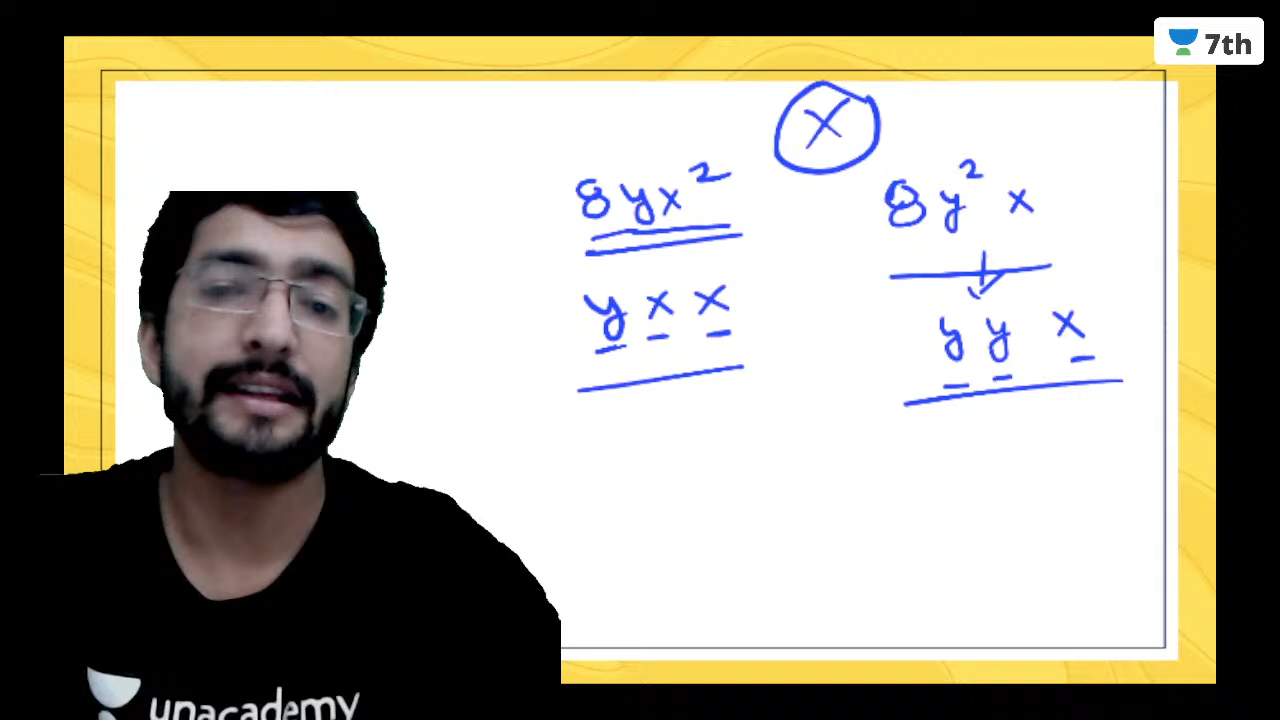 7th
X
8yx² 8y² x
y x x y y x
unacademy